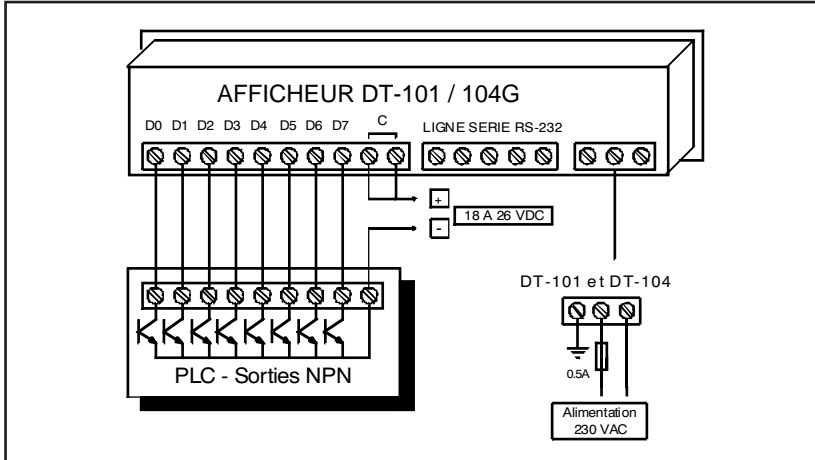 AFFICHEUR DT-101 / 104G
D0 D1 D2 D3 D4 D5 D6 D7 C
LIGNE SERIE RS-232
+
18 A 26 VDC
-
DT-101 et DT-104
0.5A
PLC - Sorties NPN
Alimentation
230 VAC